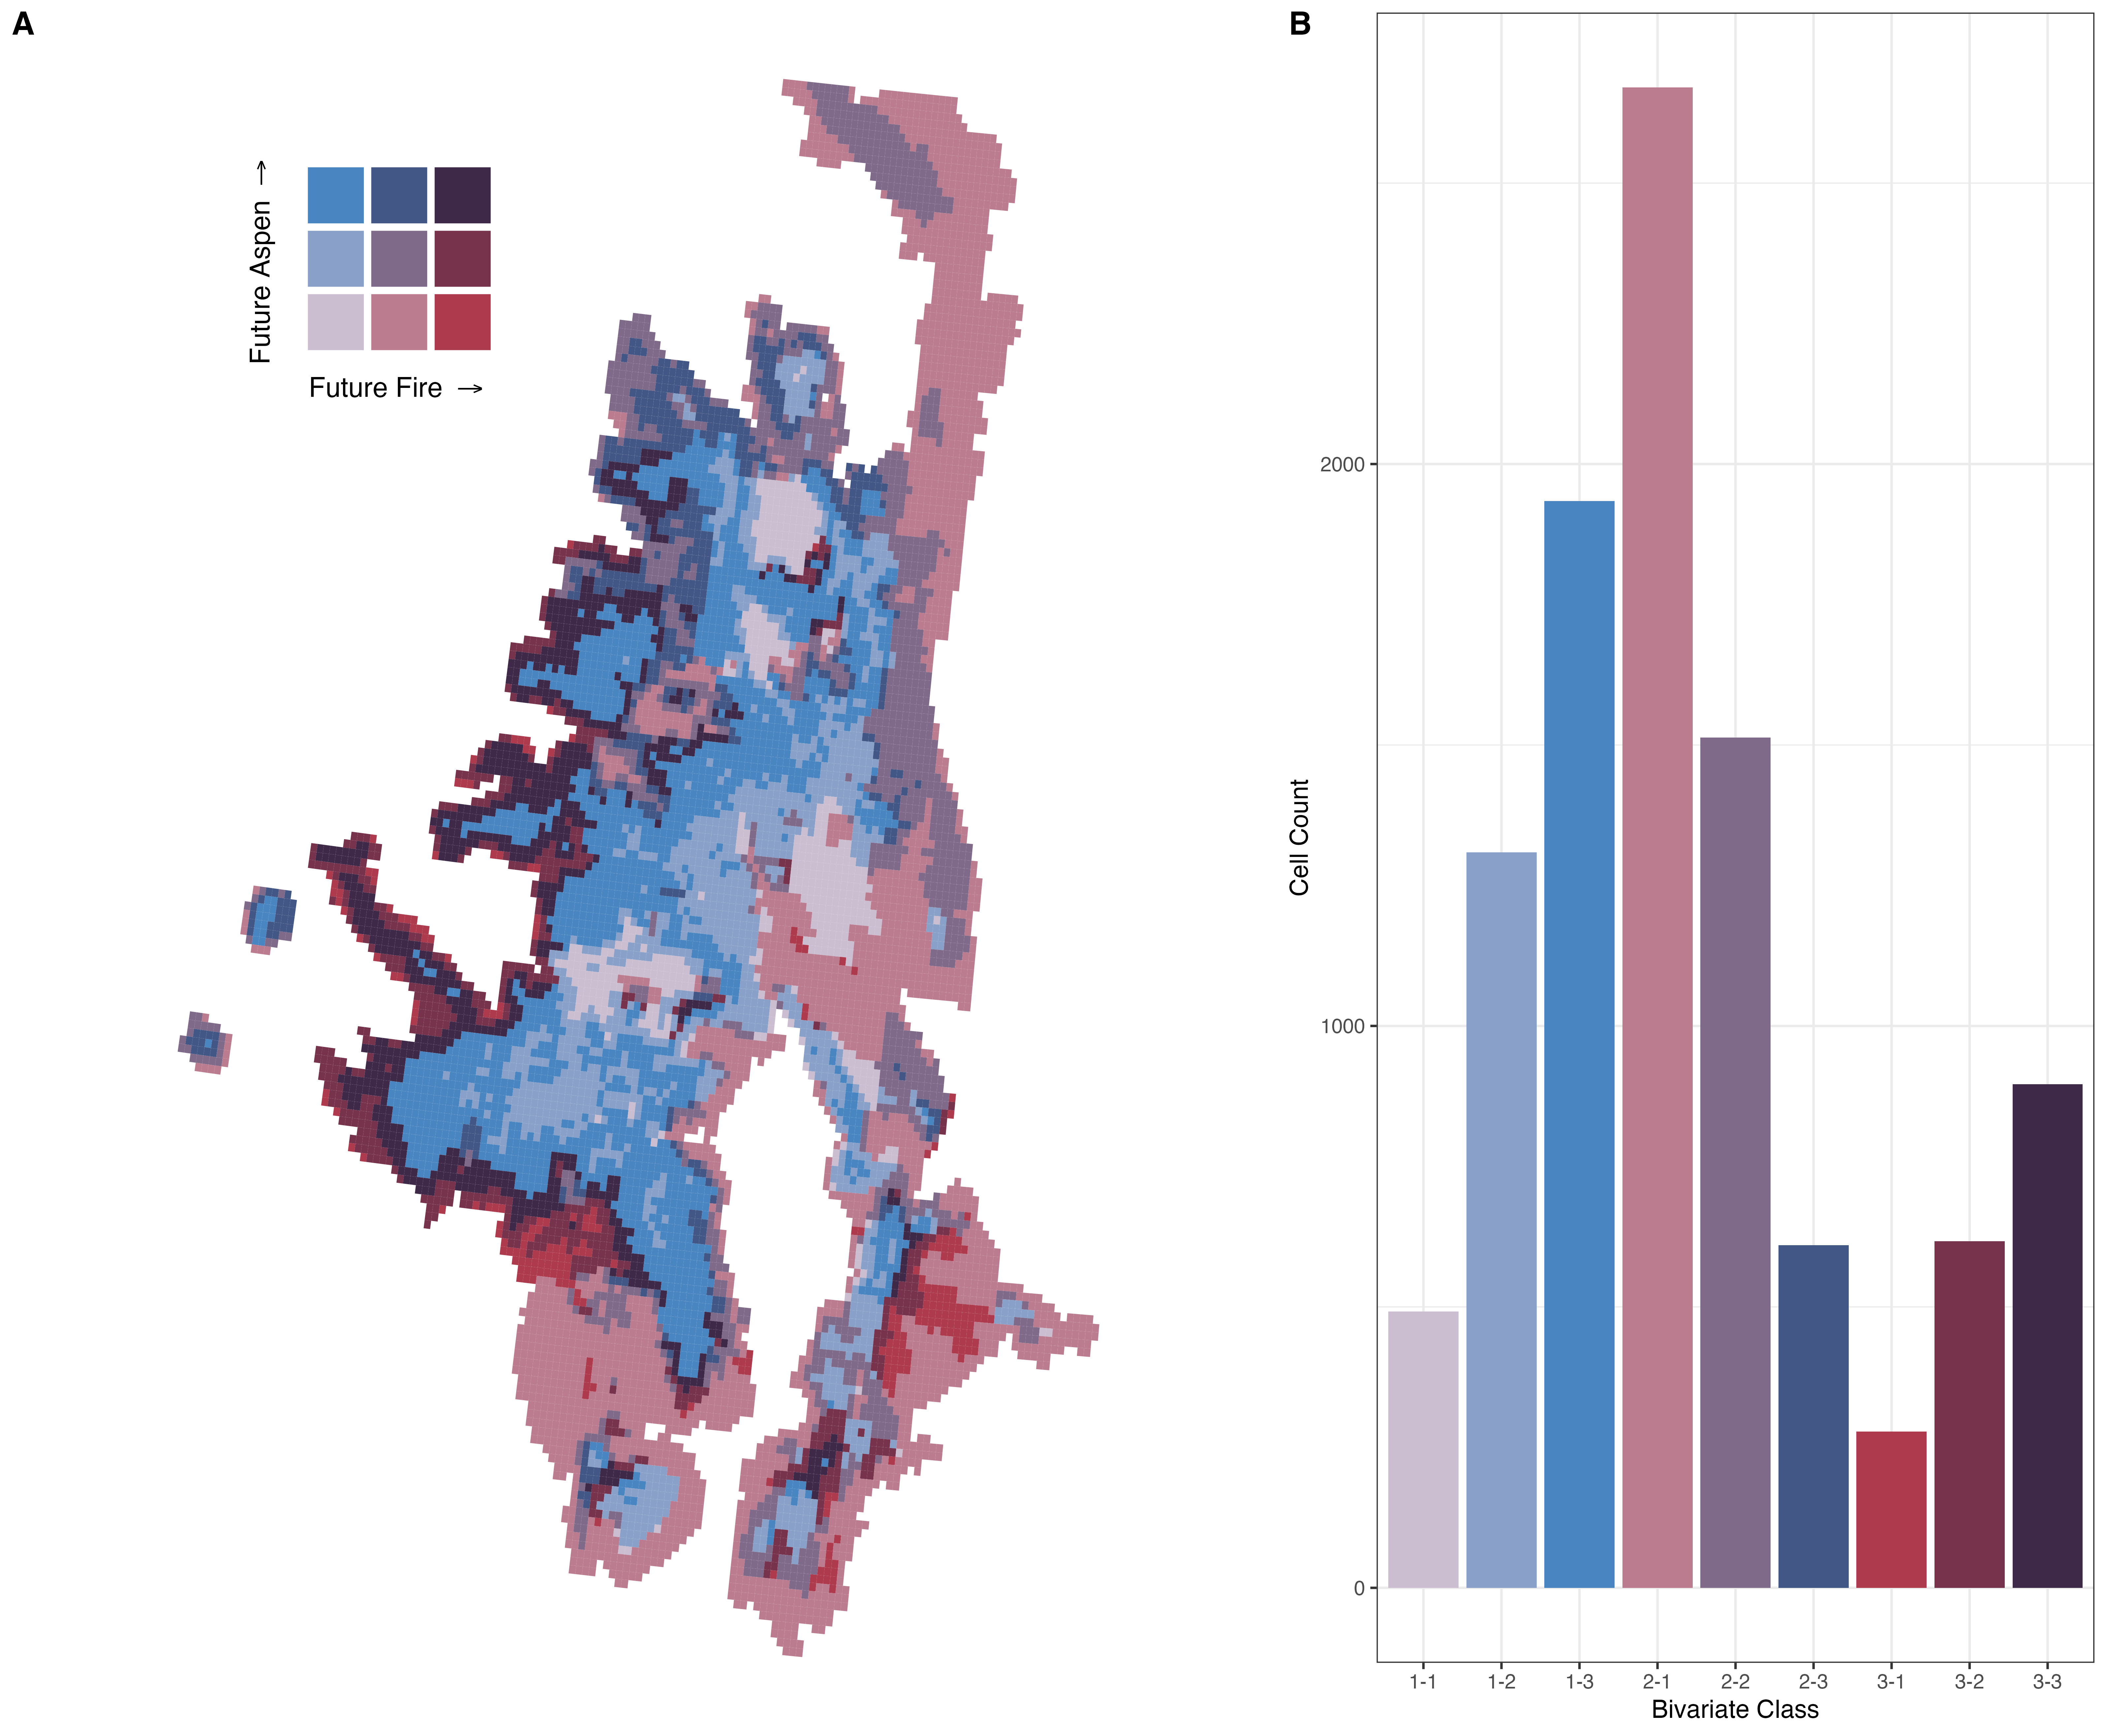 A
Future Aspen →
Future Fire →
B
Cell Count
2000
1000
0
1-1 1-2 1-3 2-1 2-2 2-3 3-1 3-2 3-3
Bivariate Class